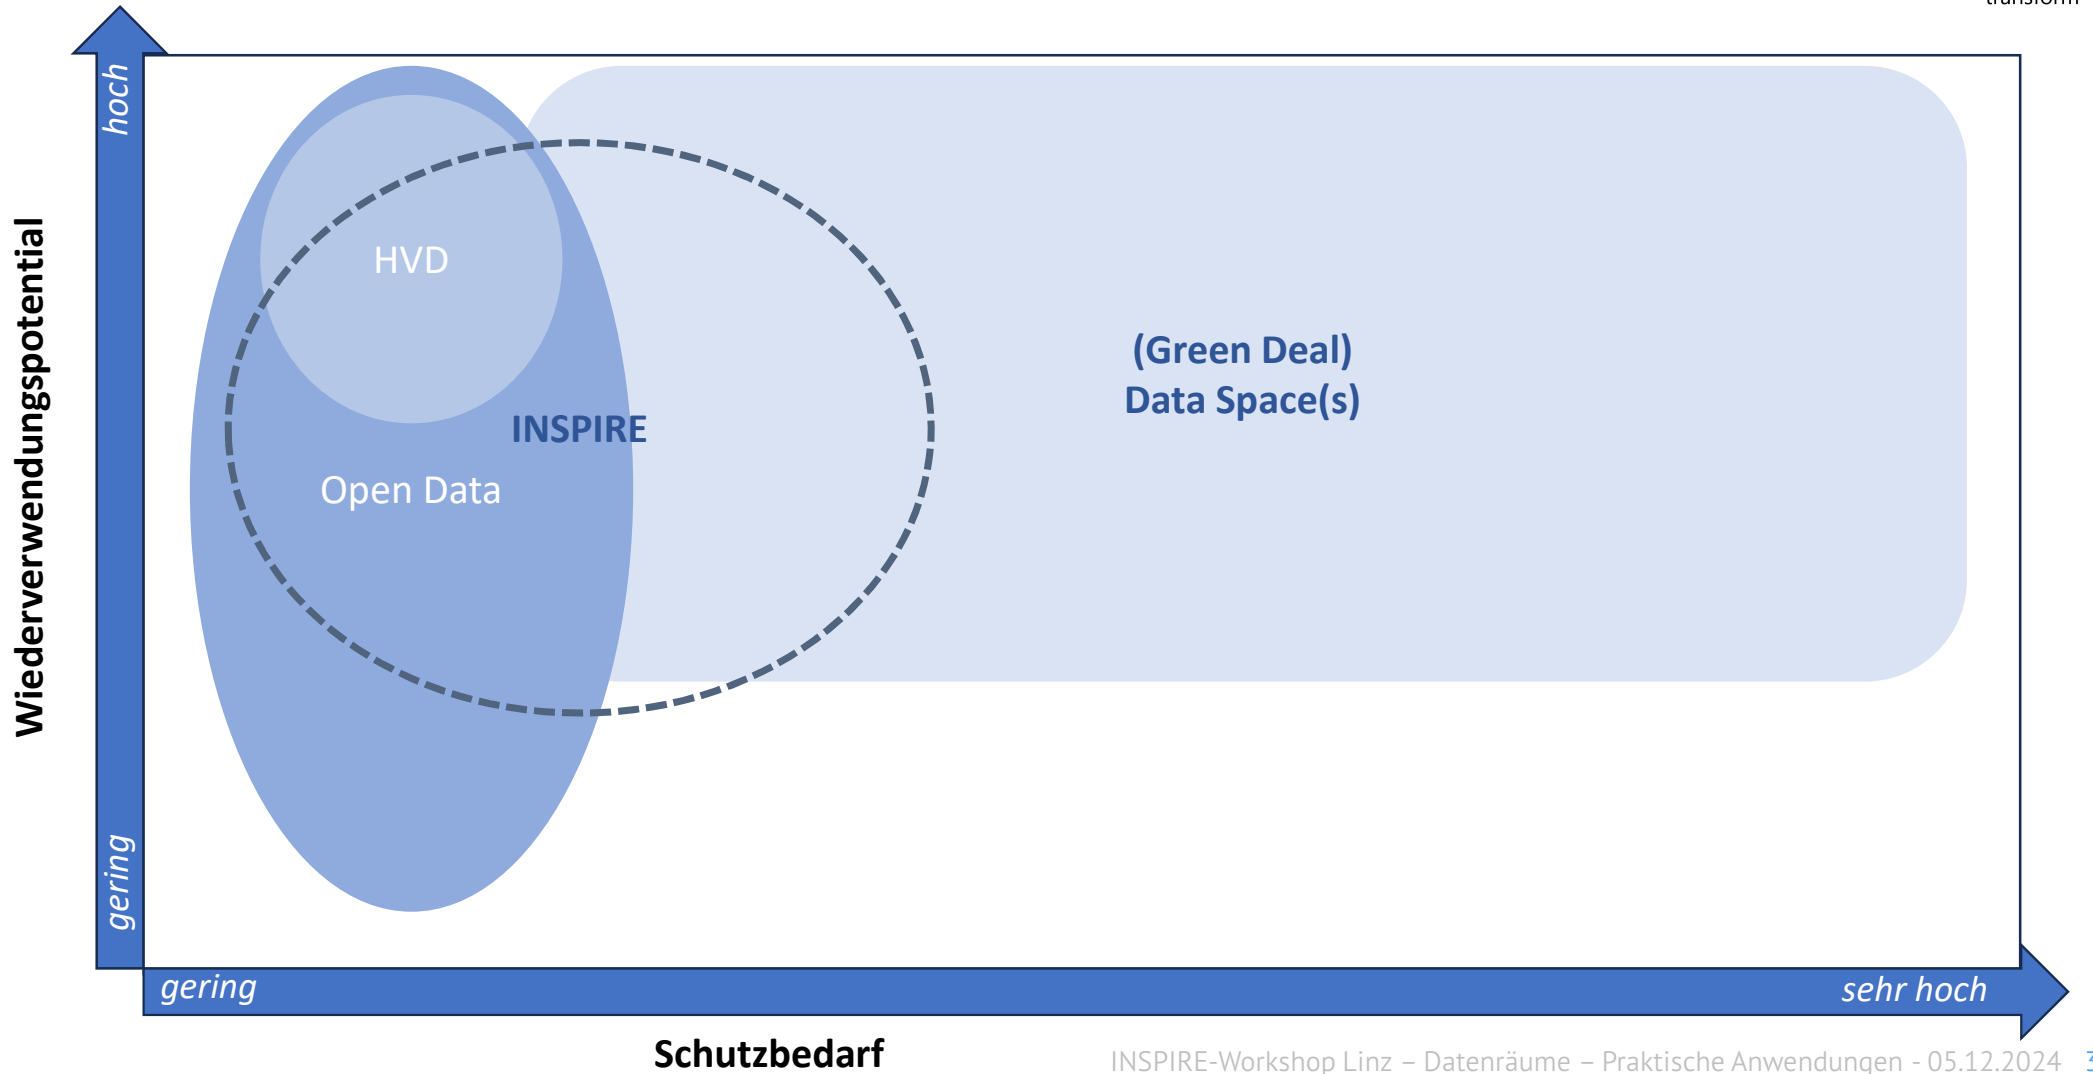 transform
hoch
HVD
(Green Deal)
Data Space(s)
Wiederverwendungspotential
INSPIRE
Open Data
gering
gering
sehr hoch
Schutzbedarf
INSPIRE-Workshop Linz – Datenräume – Praktische Anwendungen - 05.12.2024